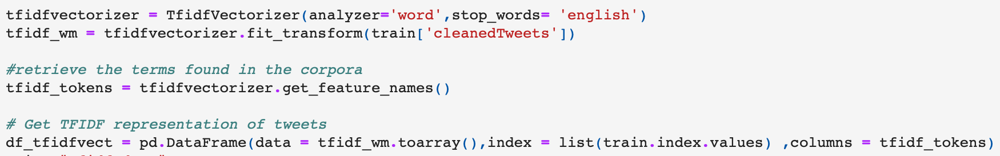 tfidfvectorizer = TfidfVectorizer(analyzer='word',stop_words= 'english')
tfidf_wm = tfidfvectorizer.fit_transform(train['cleanedTweets'])
#retrieve the terms found in the corpora
tfidf_tokens = tfidfvectorizer.get_feature_names()
# Get TFIDF representation of tweets
df_tfidfvect = pd.DataFrame(data = tfidf_wm.toarray(),index = list(train.index.values) ,columns = tfidf_tokens)